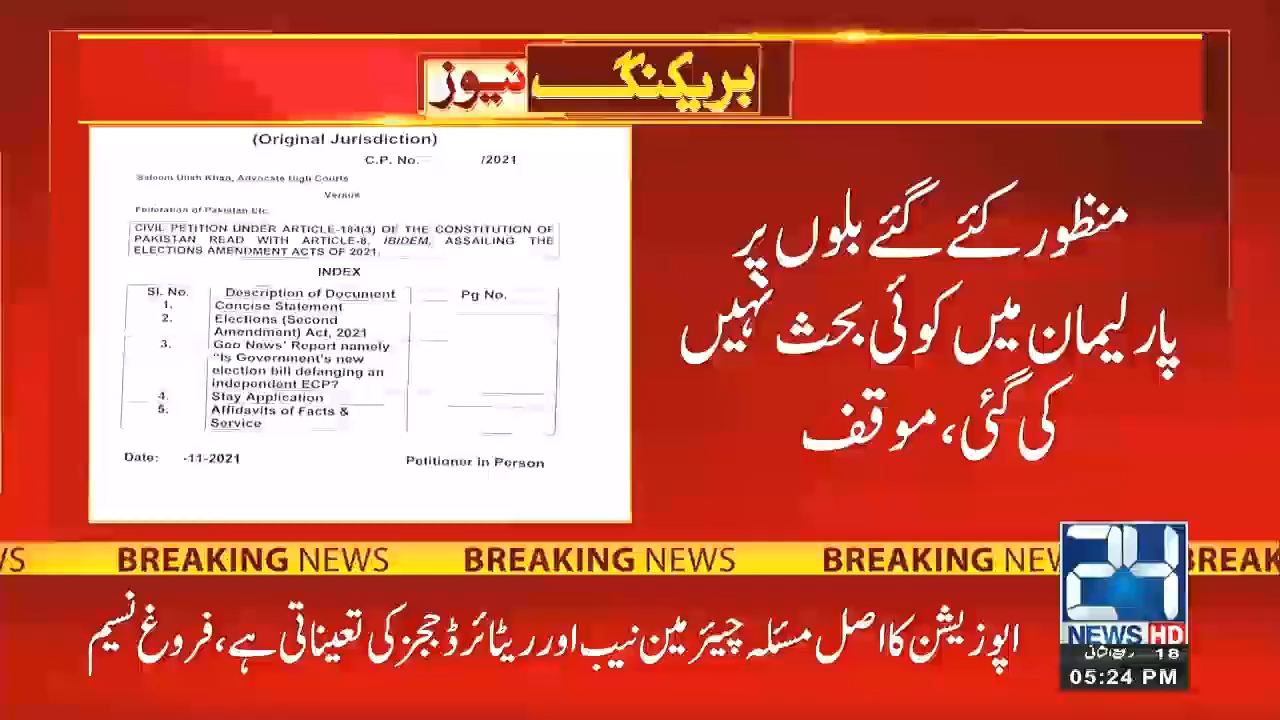 بریکنگ نیوز
(Original Jurisdiction)
C.P. No. /2021
Saleem Ullah Khan, Advocate High Courts
Versus
Federation of Pakistan Etc.
CIVIL PETITION UNDER ARTICLE-184(3) OF THE CONSTITUTION OF
PAKISTAN READ WITH ARTICLE-8, IBIDEM, ASSAILING THE
ELECTIONS AMENDMENT ACTS OF 2021.
INDEX
Sl. No. Description of Document Pg No.
1. Concise Statement
2. Elections (Second
Amendment) Act, 2021
3. Geo News' Report namely
"Is Government's new
election bill defanging an
independent ECP?
4. Stay Application
5. Affidavits of Facts &
Service
Date: -11-2021 Petitioner in Person
منظور کئے گئے بلوں پر
پارلیمان میں کوئی بحث نہیں
کی گئی، موقف
BREAKING NEWS BREAKING NEWS BREAKING NEWS BREAKING NEWS
اپوزیشن کا اصل مسئلہ چیئرمین نیب اور ریٹائرڈ ججز کی تعیناتی ہے، فروغ نسیم
24
NEWS HD
18 ربیع الثانی
05:24 PM